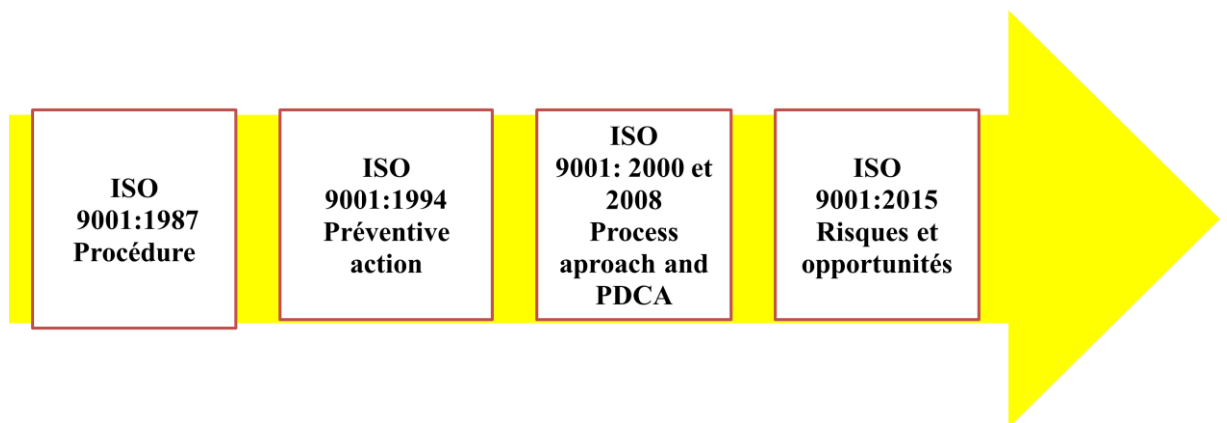 ISO
9001:1987
Procédure
ISO
9001:1994
Préventive
action
ISO
9001: 2000 et
2008
Process
aproach and
PDCA
ISO
9001:2015
Risques et
opportunités